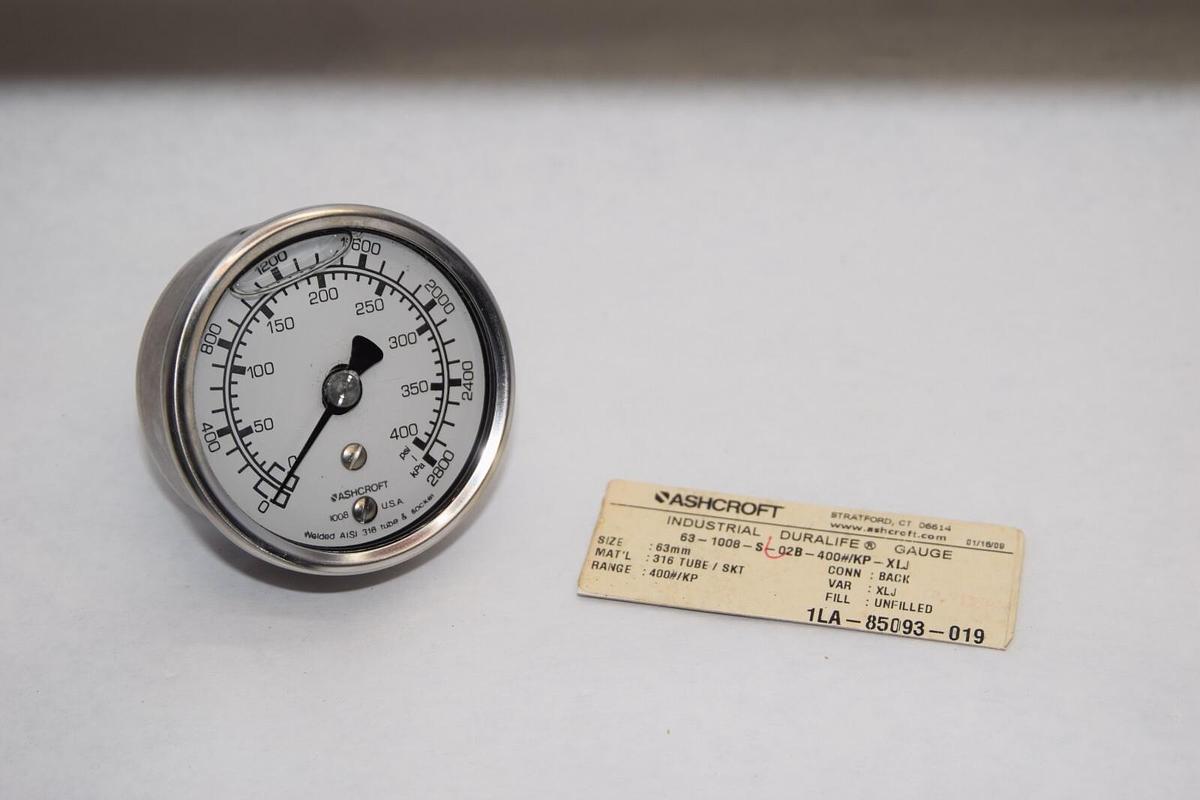 1200
1600
800
2000
400
2400
0
2800
kPa
200
150
250
100
300
50
350
0
400
psi
ASHCROFT
1008 U.S.A
Welded AISI 316 tube & socket
ASHCROFT
STRATFORD, CT 06614
www.ashcroft.com
01/16/09
INDUSTRIAL DURALIFE® GAUGE
63-1008-SL-02B-400#/KP-XLJ
SIZE : 63mm
MAT'L : 316 TUBE / SKT
RANGE : 400#/KP
CONN : BACK
VAR : XLJ
FILL : UNFILLED
1LA-85093-019